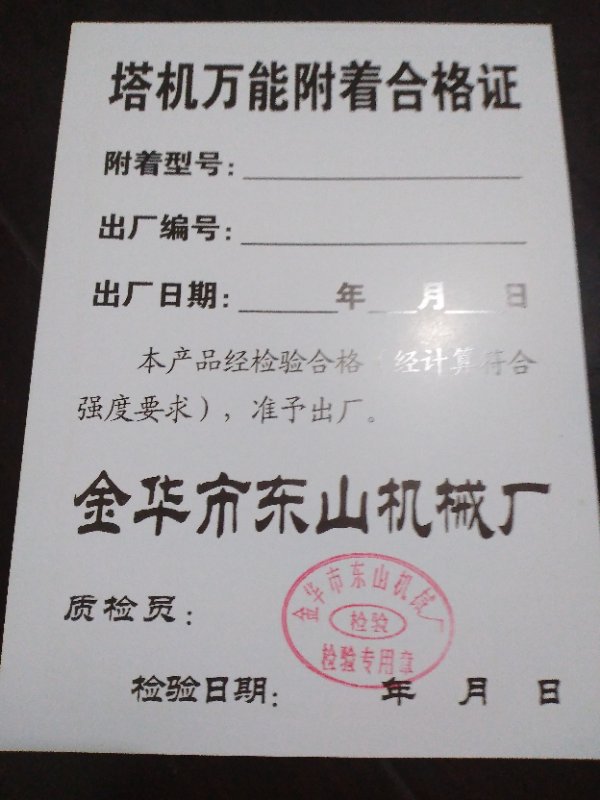 塔机万能附着合格证
附着型号：
出厂编号：
出厂日期： 年 月 日
本产品经检验合格（经计算符合
强度要求），准予出厂。
金华市东山机械厂
质检员：
金华市东山机械厂
检验
检验专用章
检验日期： 年 月 日